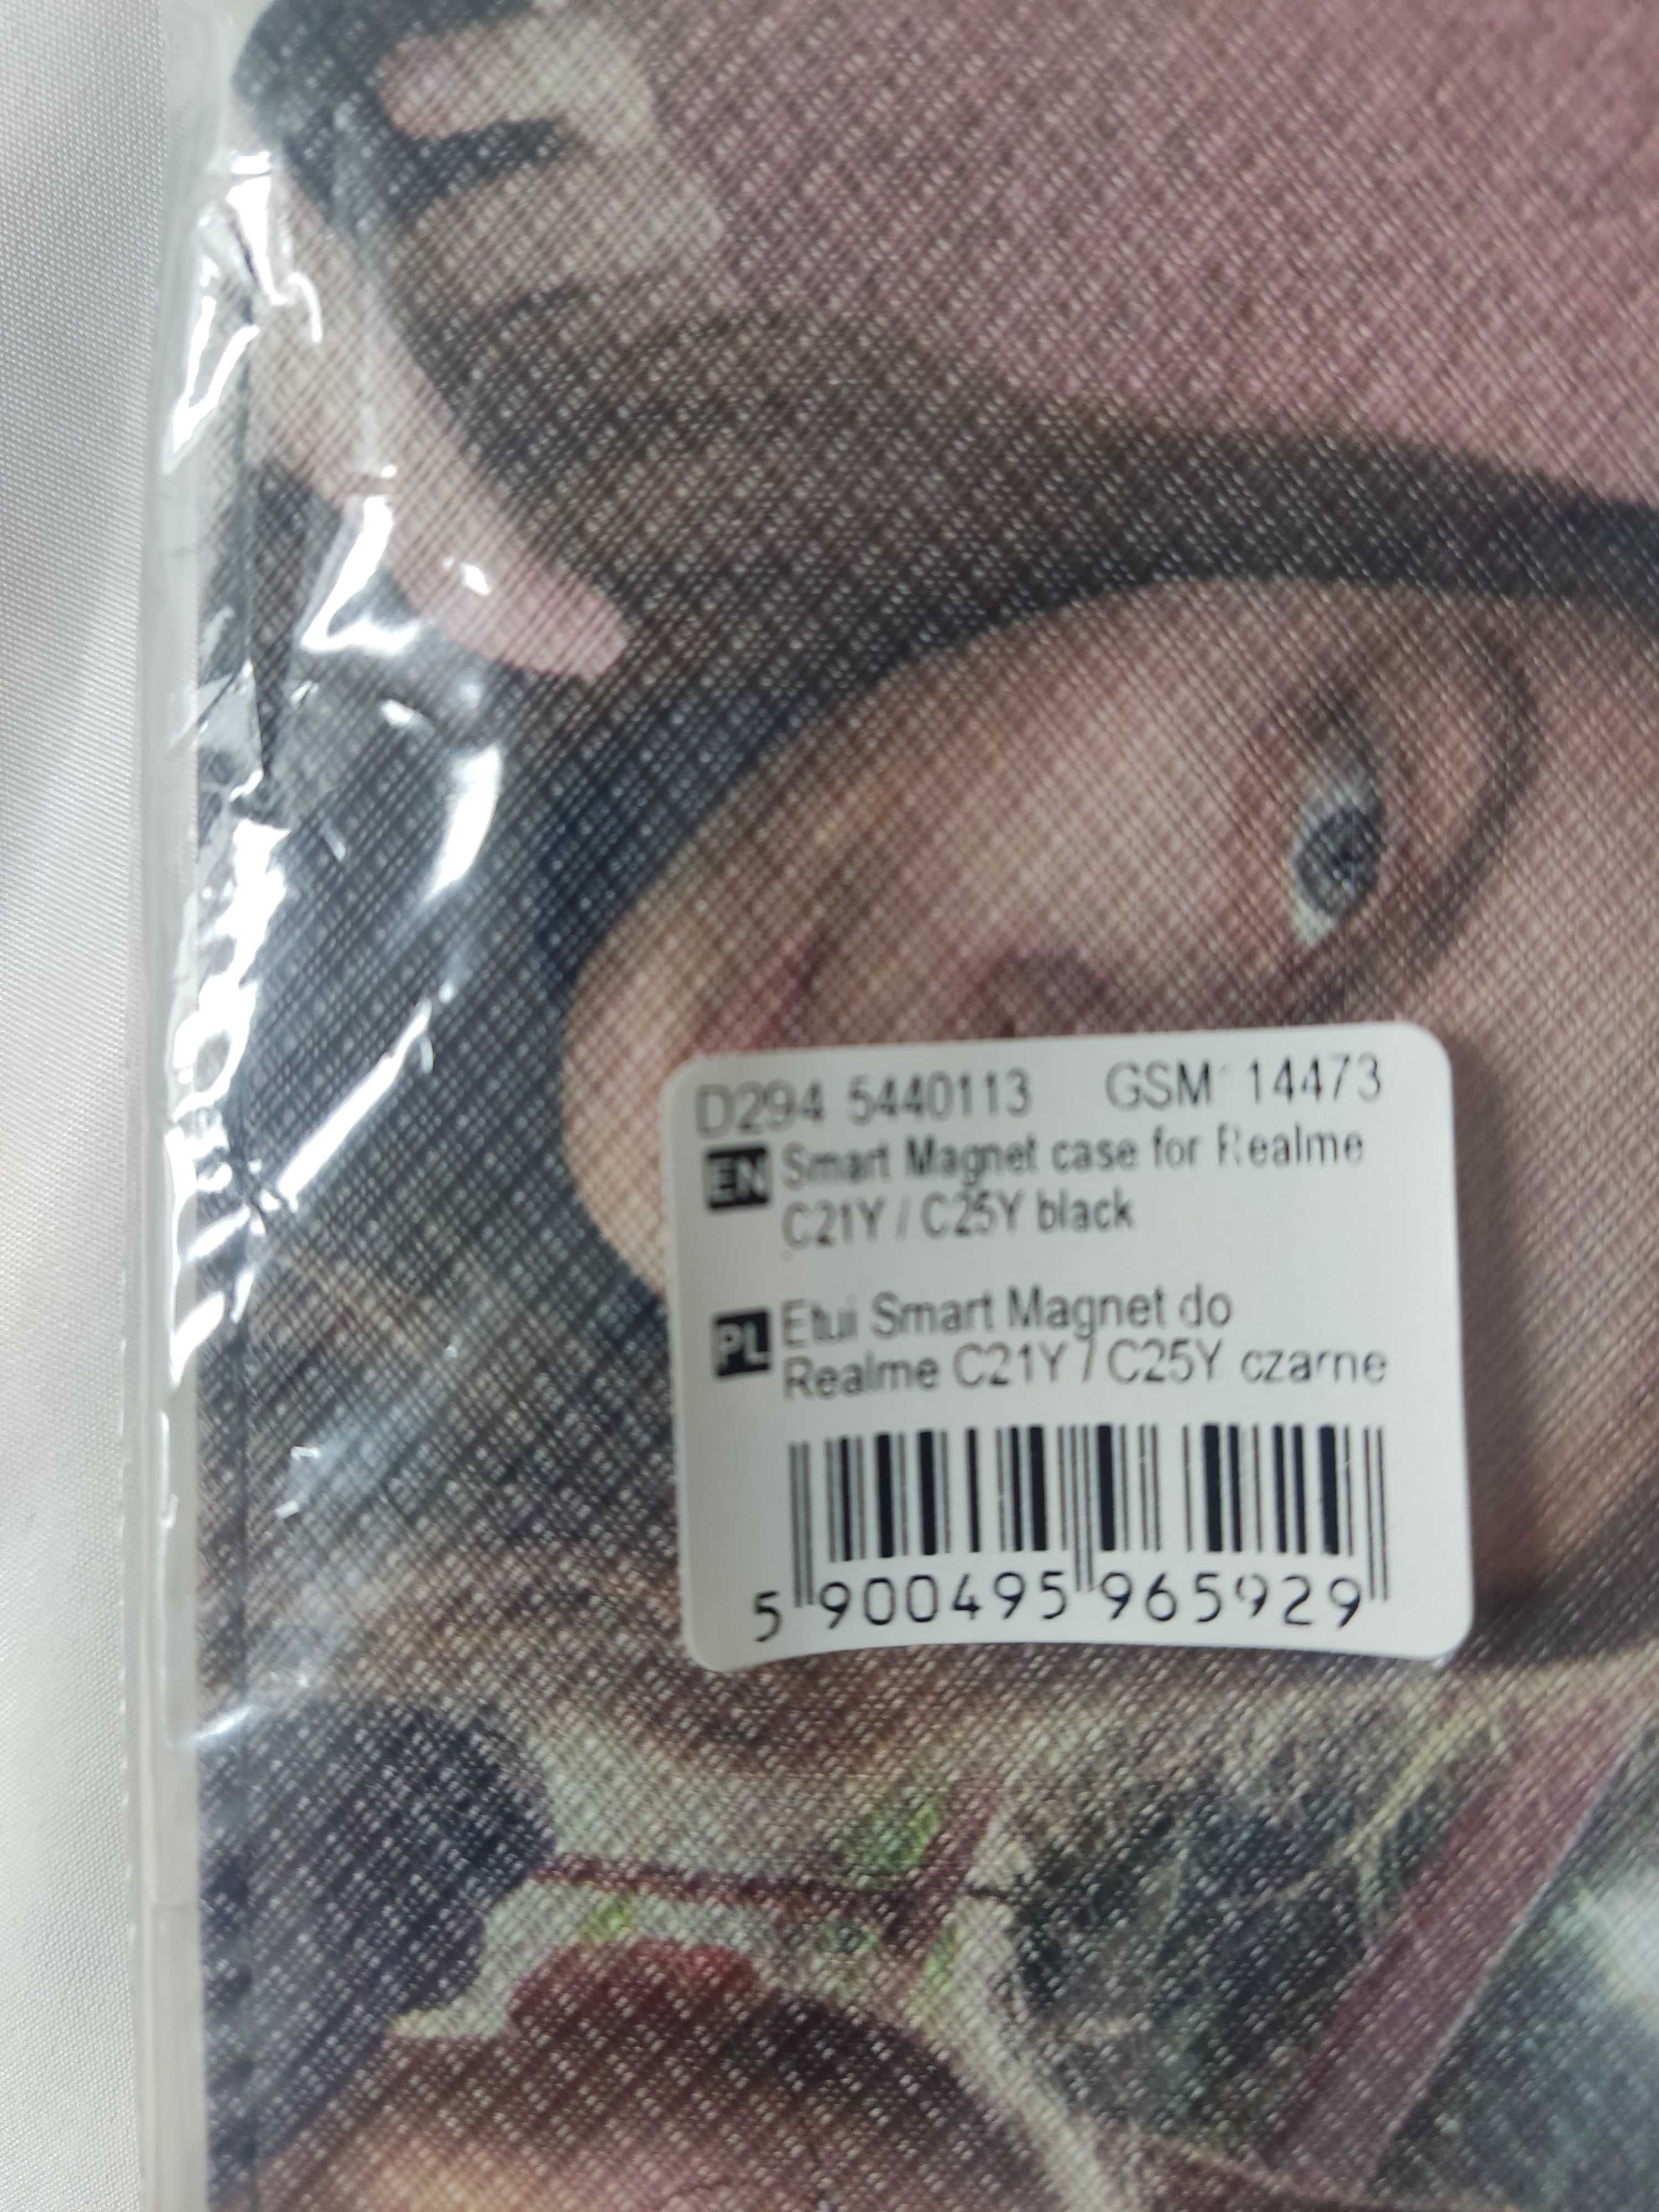 D294 5440113 GSM 14473
EN Smart Magnet case for Realme
C21Y / C25Y black
PL Etui Smart Magnet do
Realme C21Y / C25Y czarne
5 900495 965929